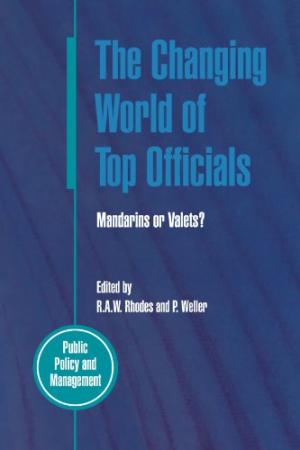 The Changing
World of
Top Officials
Mandarins or Valets?
Edited by
R.A.W. Rhodes and P. Weller
Public
Policy and
Management